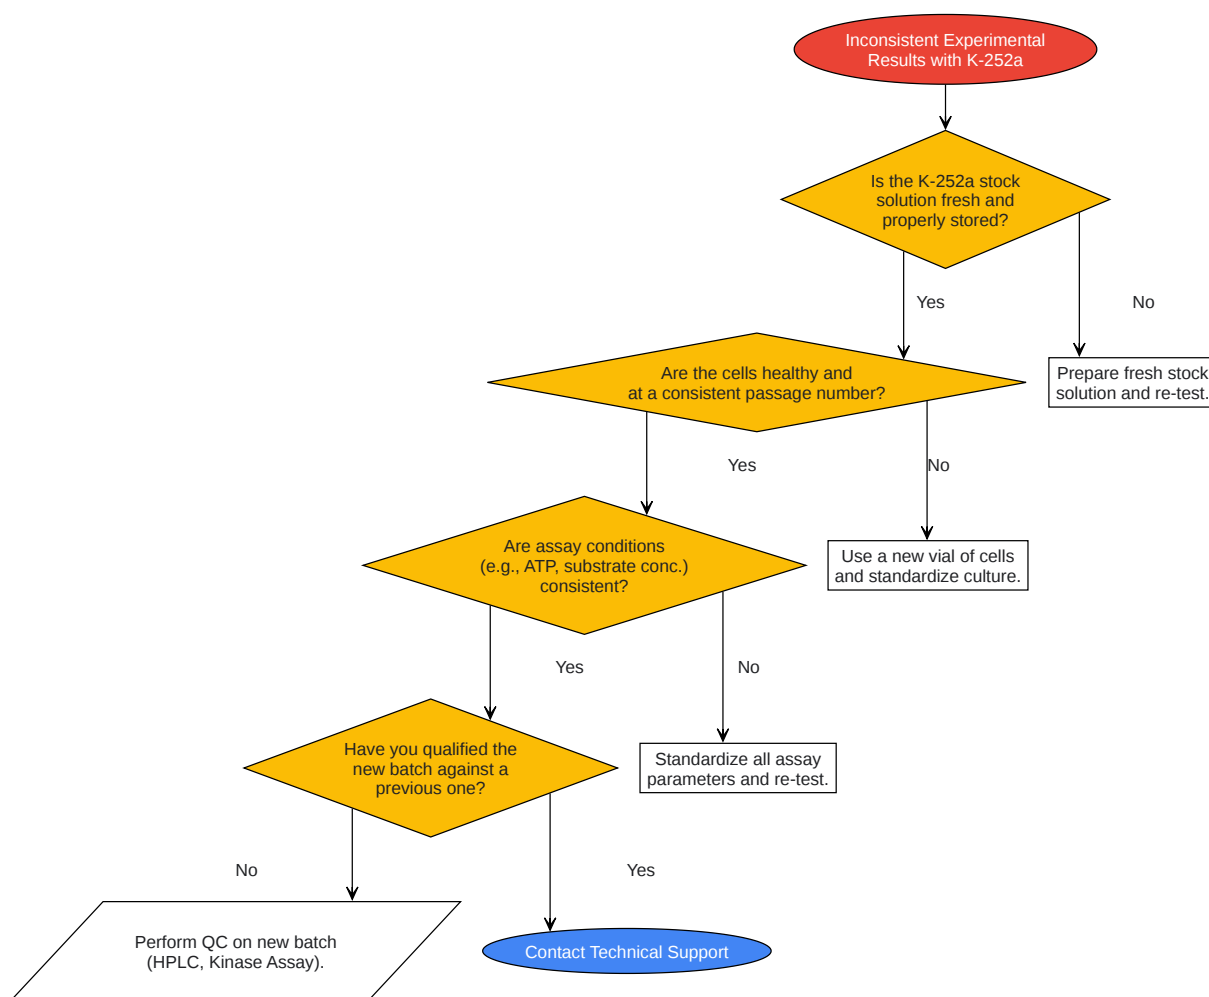 Inconsistent Experimental
Results with K-252a
Is the K-252a stock
solution fresh and
properly stored?
Yes
No
Are the cells healthy and
at a consistent passage number?
Prepare fresh stock
solution and re-test.
Yes
No
Are assay conditions
(e.g., ATP, substrate conc.)
consistent?
Use a new vial of cells
and standardize culture.
Yes
No
Have you qualified the
new batch against a
previous one?
Standardize all assay
parameters and re-test.
No
Yes
Perform QC on new batch
(HPLC, Kinase Assay).
Contact Technical Support